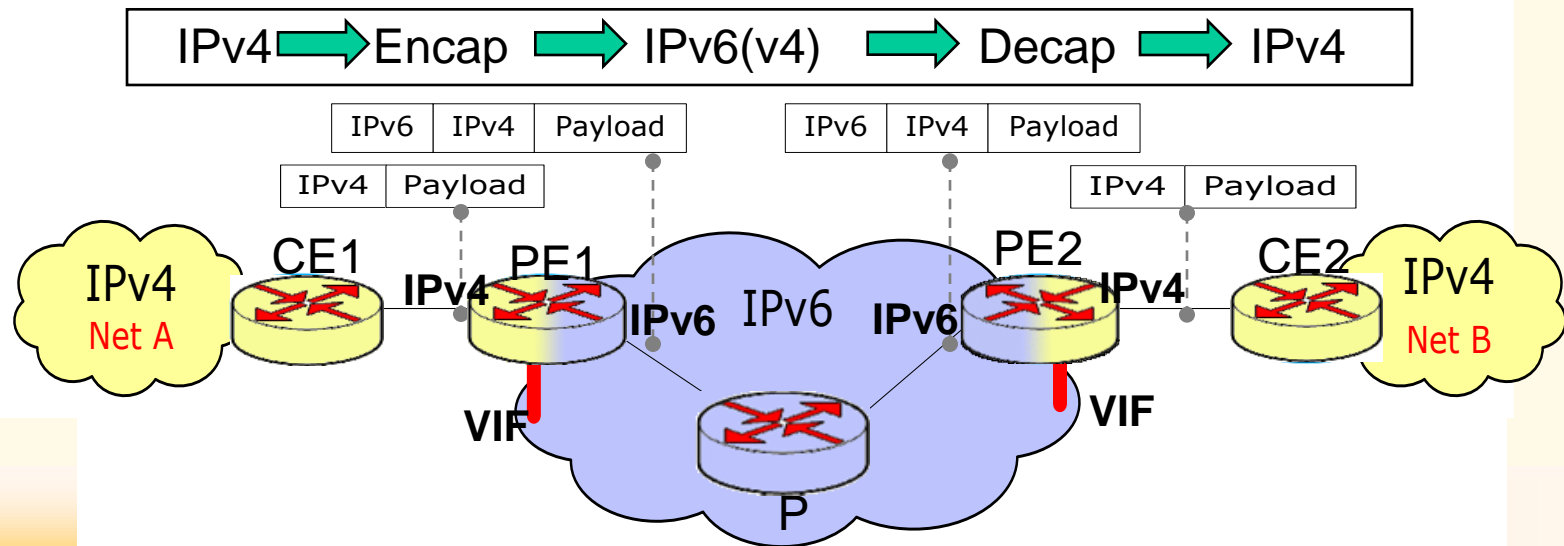 IPv4 Encap IPv6(v4) Decap IPv4
IPv6 IPv4 Payload
IPv6 IPv4 Payload
IPv4 Payload
IPv4 Payload
CE1
PE1
PE2
CE2
IPv4
Net A
IPv4
IPv6
IPv6
IPv6
IPv4
IPv4
Net B
VIF
VIF
P